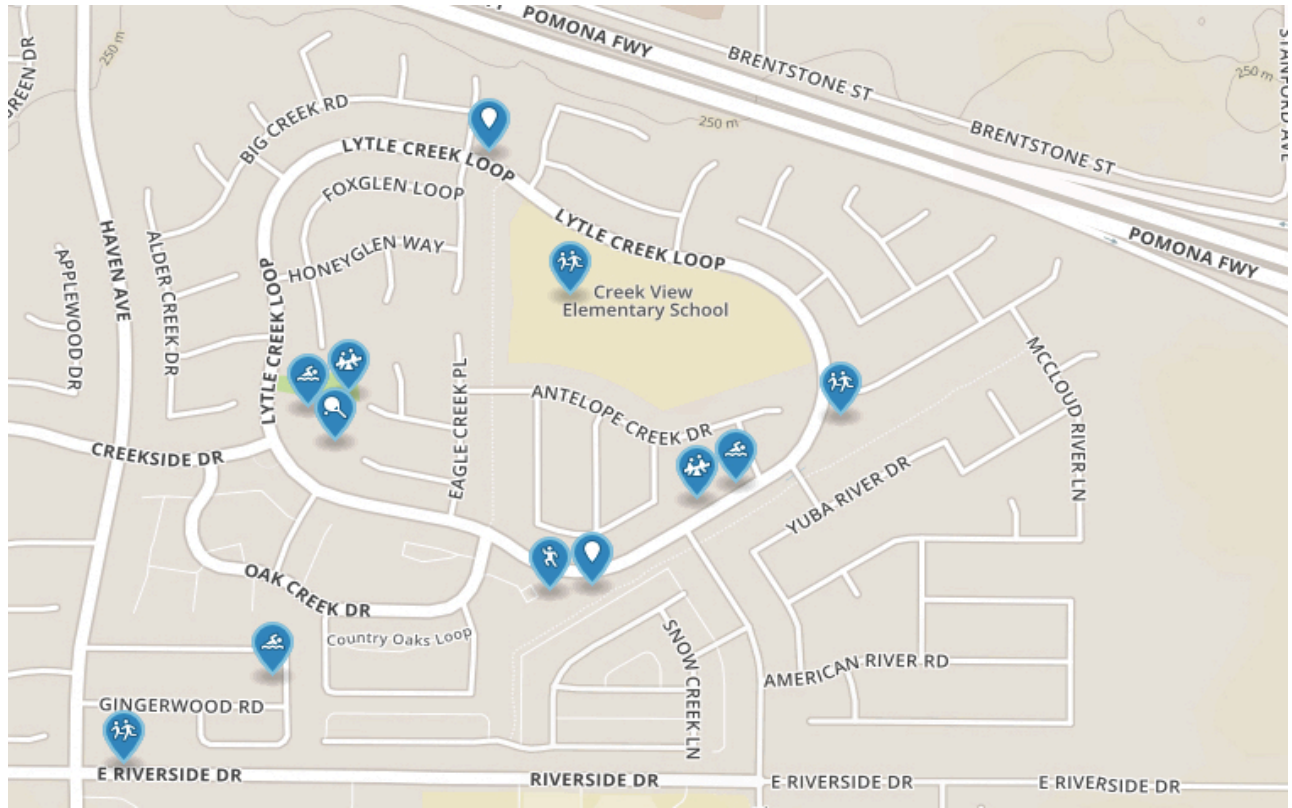 POMONA FWY
BRENTSTONE ST
250 m
250 m
250 m
BRENTSTONE ST
BIG CREEK RD
LYTLE CREEK LOOP
FOXGLEN LOOP
LYTLE CREEK LOOP
POMONA FWY
HONEYGLEN WAY
HAVEN AVE
ALDER CREEK DR
APPLEWOOD DR
LYTLE CREEK LOOP
Creek View
Elementary School
MCCLOUD RIVER LN
EAGLE CREEK PL
ANTELOPE CREEK DR
CREEKSIDE DR
YUBA RIVER DR
OAK CREEK DR
Country Oaks Loop
SNOW CREEK LN
AMERICAN RIVER RD
GINGERWOOD RD
E RIVERSIDE DR
RIVERSIDE DR
E RIVERSIDE DR
E RIVERSIDE DR